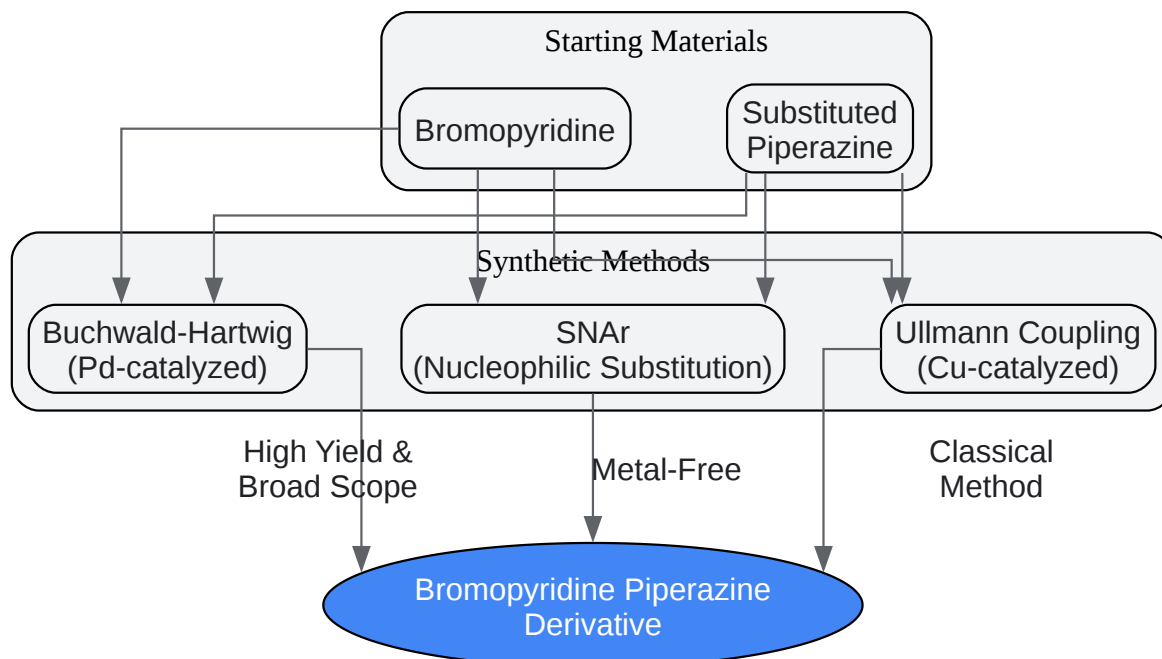 Starting Materials
Bromopyridine
Substituted
Piperazine
Synthetic Methods
Buchwald-Hartwig
(Pd-catalyzed)
SNAr
(Nucleophilic Substitution)
Ullmann Coupling
(Cu-catalyzed)
High Yield &
Broad Scope
Metal-Free
Classical
Method
Bromopyridine Piperazine
Derivative